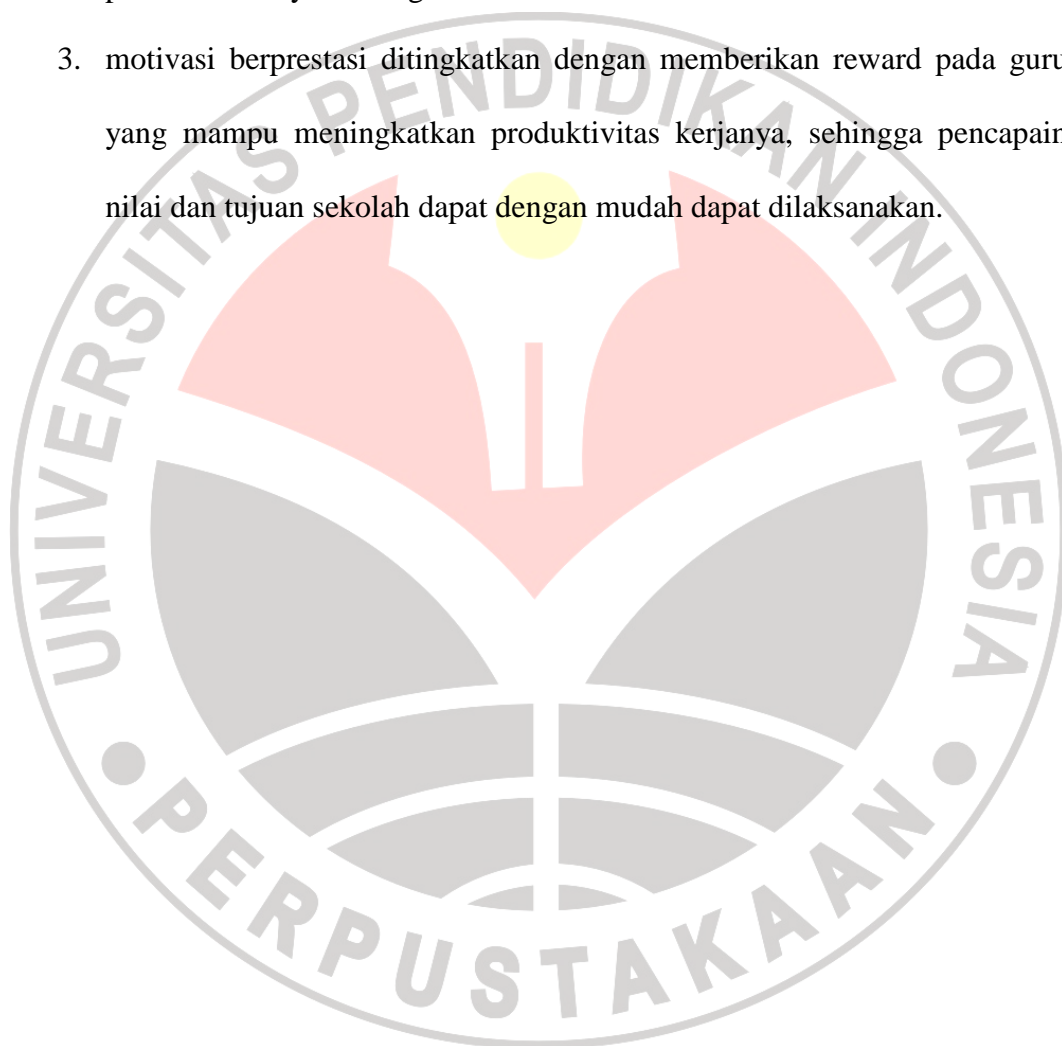 3. motivasi berprestasi ditingkatkan dengan memberikan reward pada guru
yang mampu meningkatkan produktivitas kerjanya, sehingga pencapain
nilai dan tujuan sekolah dapat dengan mudah dapat dilaksanakan.
UNIVERSITAS PENDIDIKAN INDONESIA
PERPUSTAKAAN